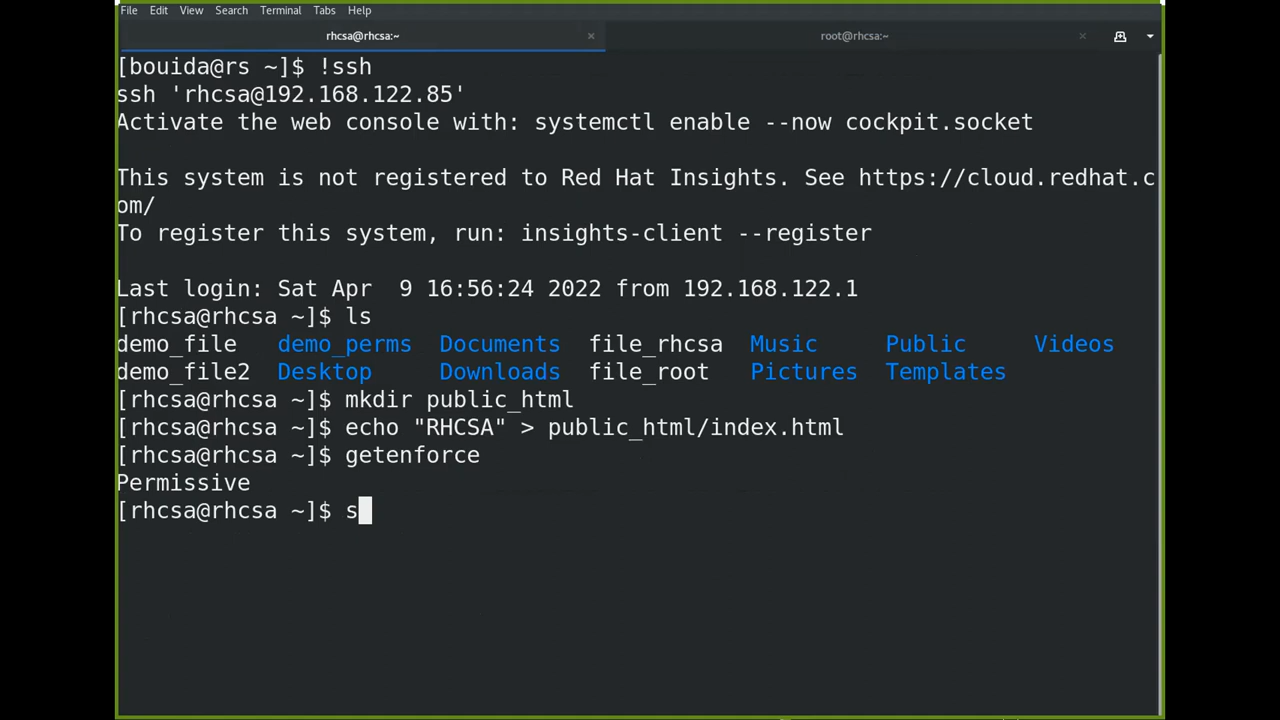 File Edit View Search Terminal Tabs Help
rhcsa@rhcsa:~ × root@rhcsa:~ ×
[bouida@rs ~]$ !ssh
ssh 'rhcsa@192.168.122.85'
Activate the web console with: systemctl enable --now cockpit.socket
This system is not registered to Red Hat Insights. See https://cloud.redhat.c
om/
To register this system, run: insights-client --register
Last login: Sat Apr  9 16:56:24 2022 from 192.168.122.1
[rhcsa@rhcsa ~]$ ls
demo_file   demo_perms  Documents  file_rhcsa  Music     Public     Videos
demo_file2  Desktop     Downloads  file_root   Pictures  Templates
[rhcsa@rhcsa ~]$ mkdir public_html
[rhcsa@rhcsa ~]$ echo "RHCSA" > public_html/index.html
[rhcsa@rhcsa ~]$ getenforce
Permissive
[rhcsa@rhcsa ~]$ s